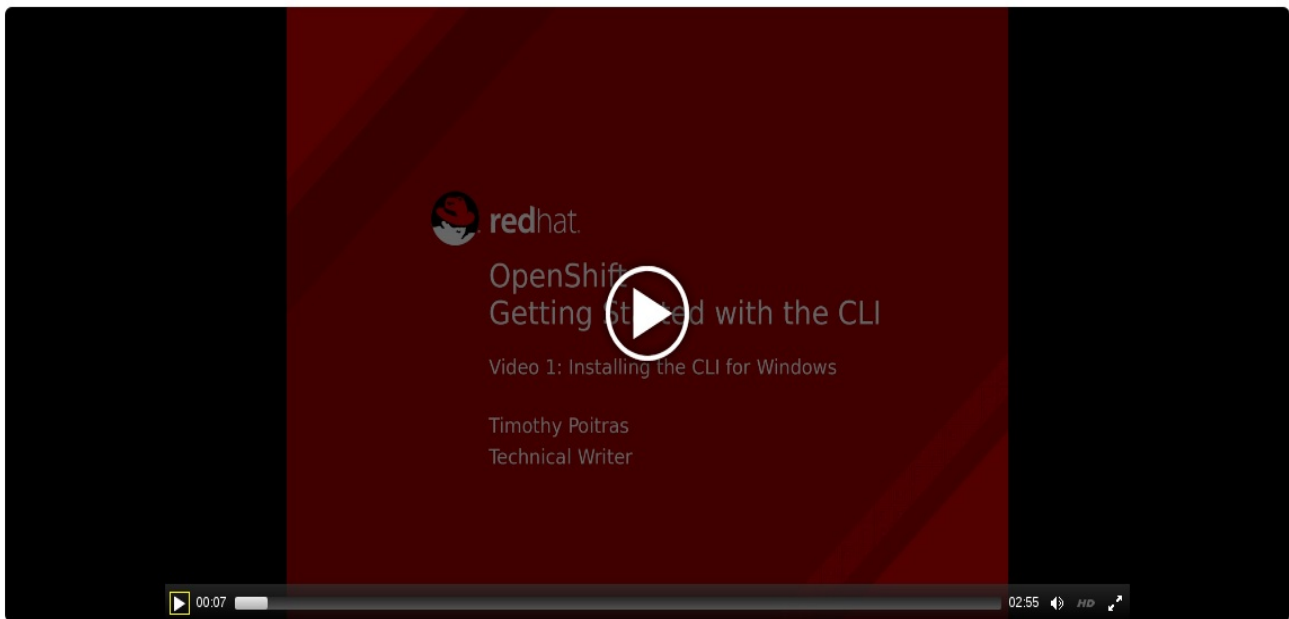 redhat.
OpenShift
Getting Started with the CLI
Video 1: Installing the CLI for Windows
Timothy Poitras
Technical Writer
00:07 02:55 HD